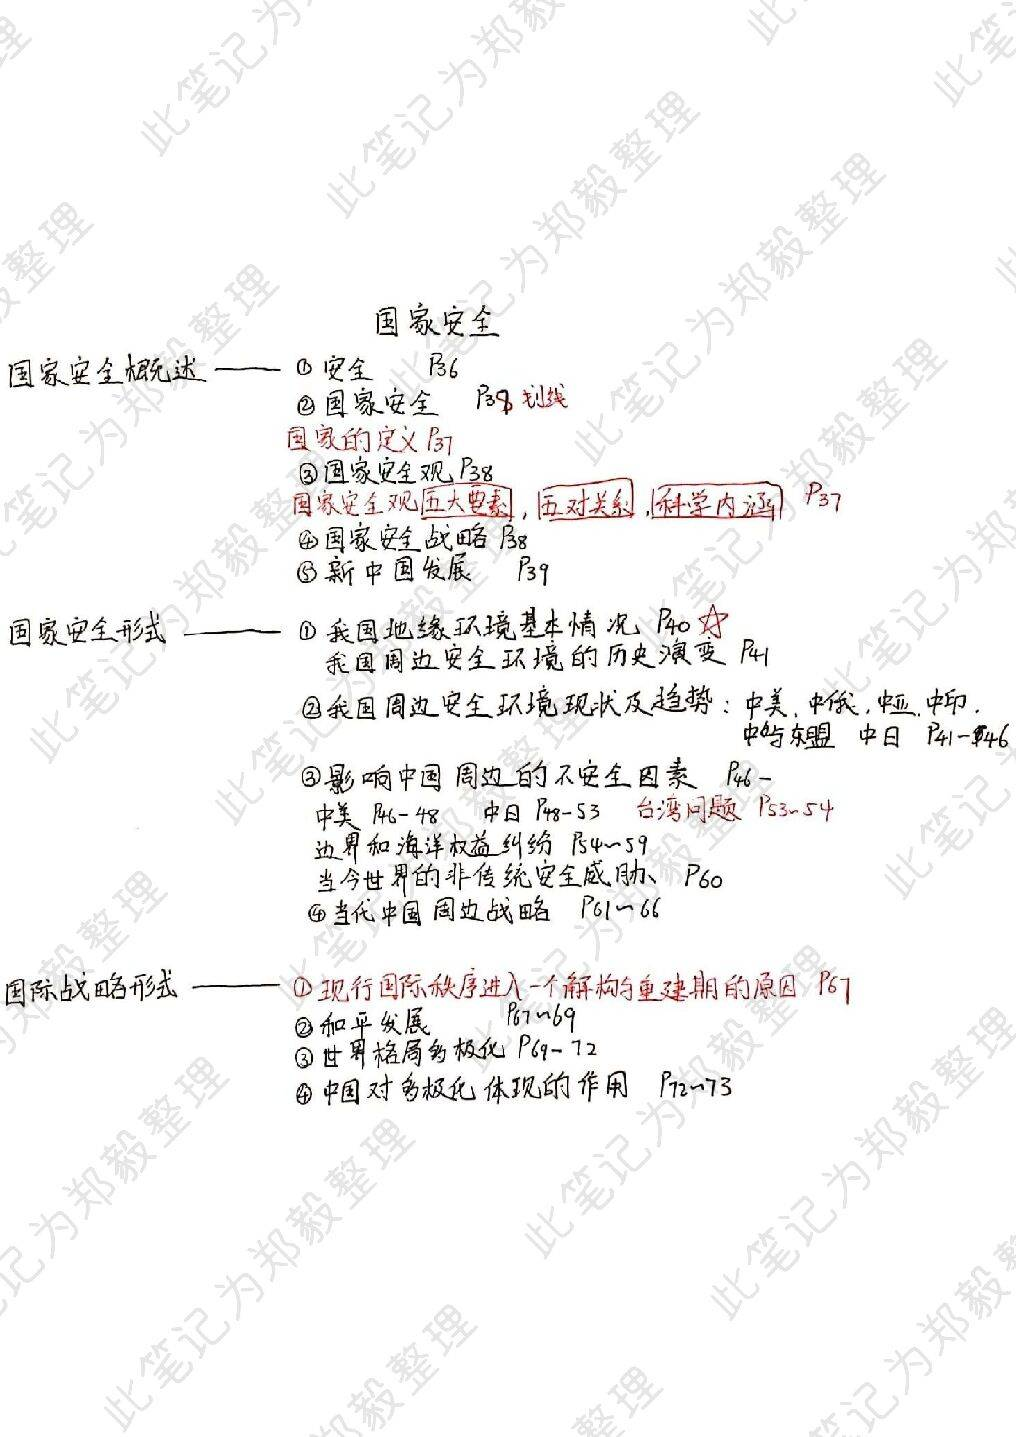 国家安全
国家安全概述 —— ①安全 P36
②国家安全 P38 划线
国家的定义 P37
③国家安全观 P38
国家安全观 五大要素, 五对关系, 科学内涵 P37
④国家安全战略 P38
⑤新中国发展 P39
国家安全形式 —— ①我国地缘环境基本情况 P40 ☆
我国周边安全环境的历史演变 P41
②我国周边安全环境现状及趋势: 中美、中俄、中亚、中印、
中与东盟 中日 P41-46
③影响中国周边的不安全因素 P46-
中美 P46-48 中日 P48-53 台湾问题 P53~54
边界和海洋权益纠纷 P54~59
当今世界的非传统安全威胁、 P60
④当代中国周边战略 P61~66
国际战略形式 —— ①现行国际秩序进入一个解构与重建期的原因 P67
②和平发展 P67~69
③世界格局多极化 P69-72
④中国对多极化体现的作用 P72~73
此笔记为郑毅整理